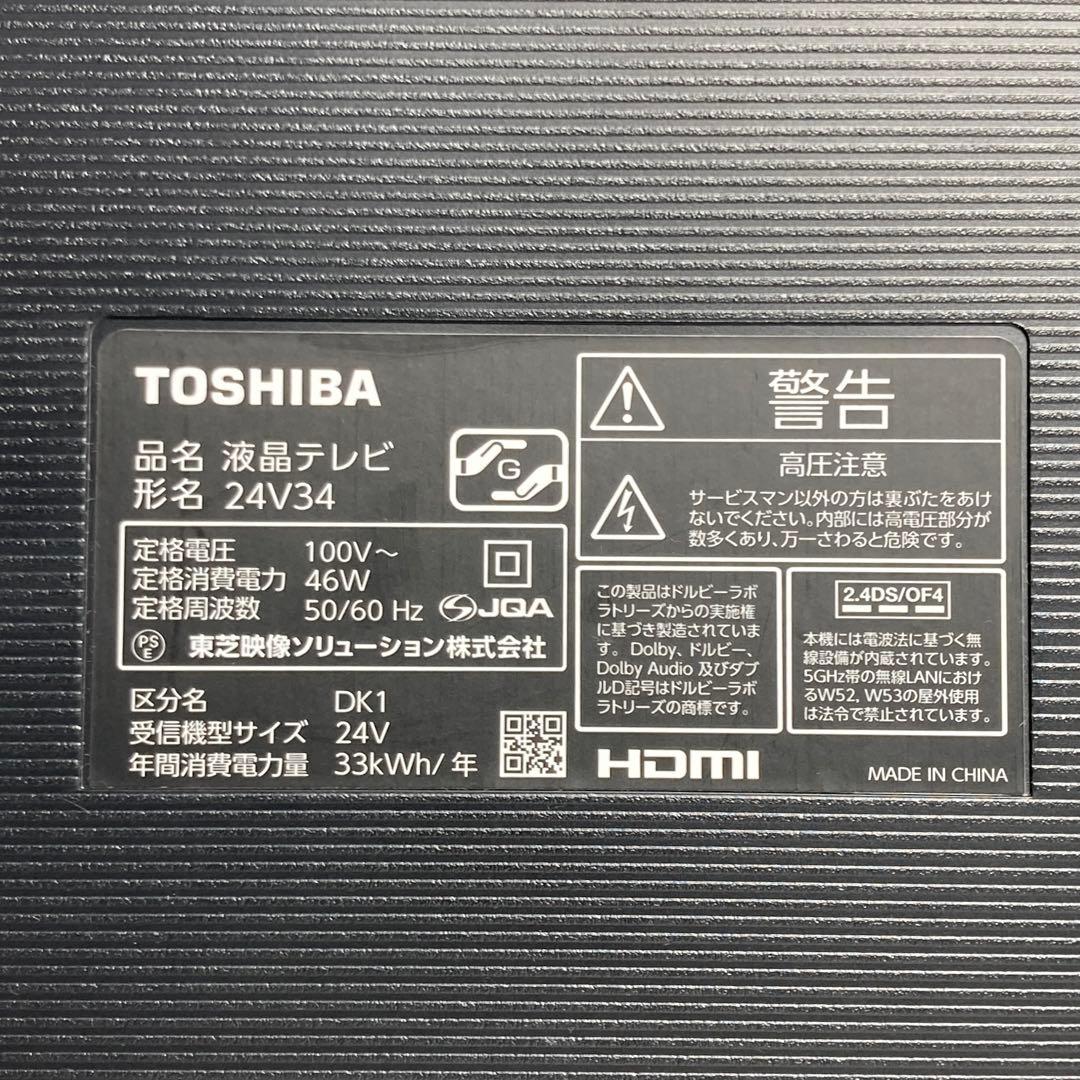 TOSHIBA
品名 液晶テレビ
形名 24V34
G
定格電圧 100V～
定格消費電力 46W
定格周波数 50/60 Hz
JQA
PSE 東芝映像ソリューション株式会社
区分名 DK1
受信機型サイズ 24V
年間消費電力量 33kWh/年
警告
高圧注意
サービスマン以外の方は裏ぶたをあけ
ないでください。内部には高電圧部分が
数多くあり、万一さわると危険です。
この製品はドルビーラボ
ラトリーズからの実施権
に基づき製造されていま
す。Dolby、ドルビー、
Dolby Audio 及びダブ
ルD記号はドルビーラボ
ラトリーズの商標です。
2.4DS/OF4
本機には電波法に基づく無
線設備が内蔵されています。
5GHz帯の無線LANにおけ
るW52, W53の屋外使用
は法令で禁止されています。
HDMI
MADE IN CHINA